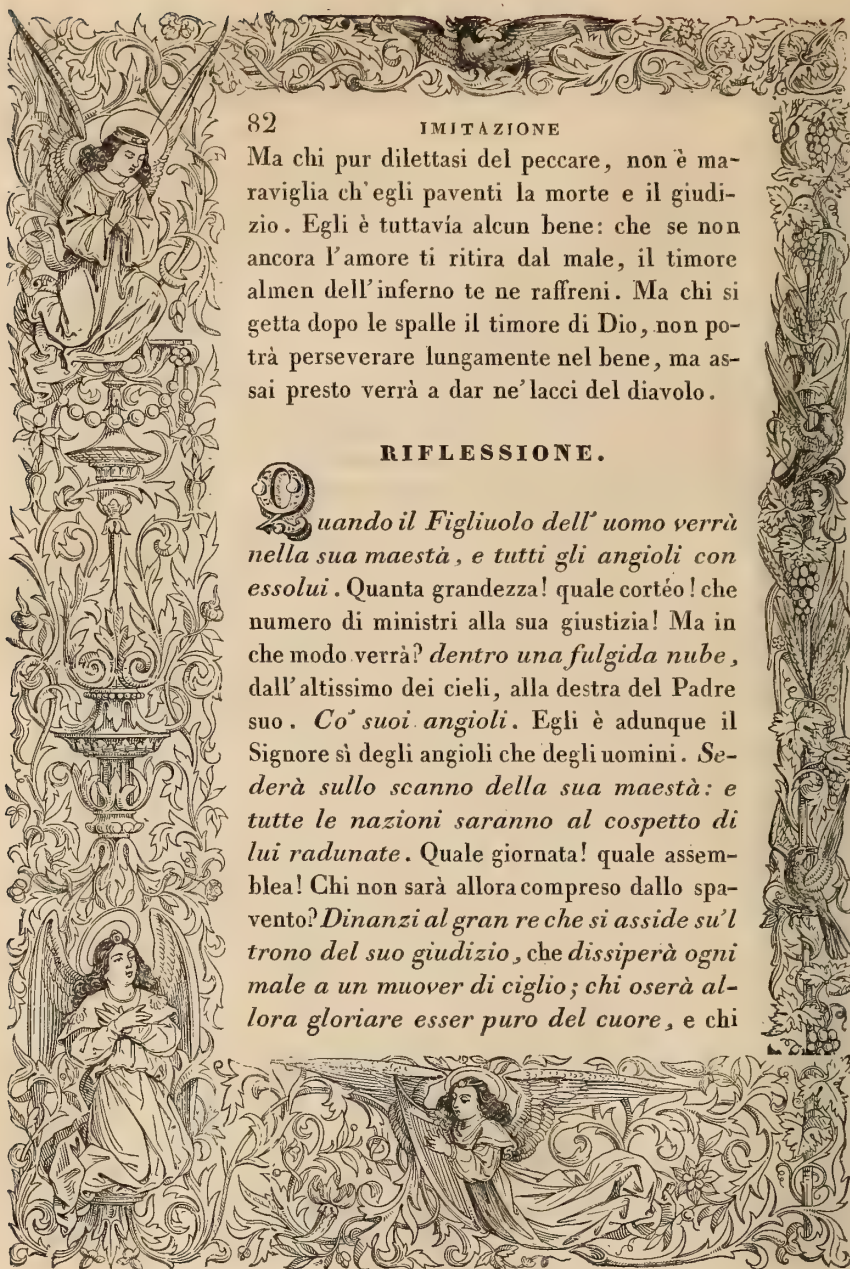 82 IMITAZIONE
Ma chi pur dilettasi del peccare, non è ma-
raviglia ch'egli paventi la morte e il giudi-
zio. Egli è tuttavía alcun bene: che se non
ancora l'amore ti ritira dal male, il timore
almen dell'inferno te ne raffreni. Ma chi si
getta dopo le spalle il timore di Dio, non po-
trà perseverare lungamente nel bene, ma as-
sai presto verrà a dar ne' lacci del diavolo.
RIFLESSIONE.
Quando il Figliuolo dell' uomo verrà
nella sua maestà, e tutti gli angioli con
essolui. Quanta grandezza! quale cortéo! che
numero di ministri alla sua giustizia! Ma in
che modo verrà? dentro una fulgida nube,
dall'altissimo dei cieli, alla destra del Padre
suo. Co' suoi angioli. Egli è adunque il
Signore sì degli angioli che degli uomini. Se-
derà sullo scanno della sua maestà: e
tutte le nazioni saranno al cospetto di
lui radunate. Quale giornata! quale assem-
blea! Chi non sarà allora compreso dallo spa-
vento? Dinanzi al gran re che si asside su'l
trono del suo giudizio, che dissiperà ogni
male a un muover di ciglio; chi oserà al-
lora gloriare esser puro del cuore, e chi